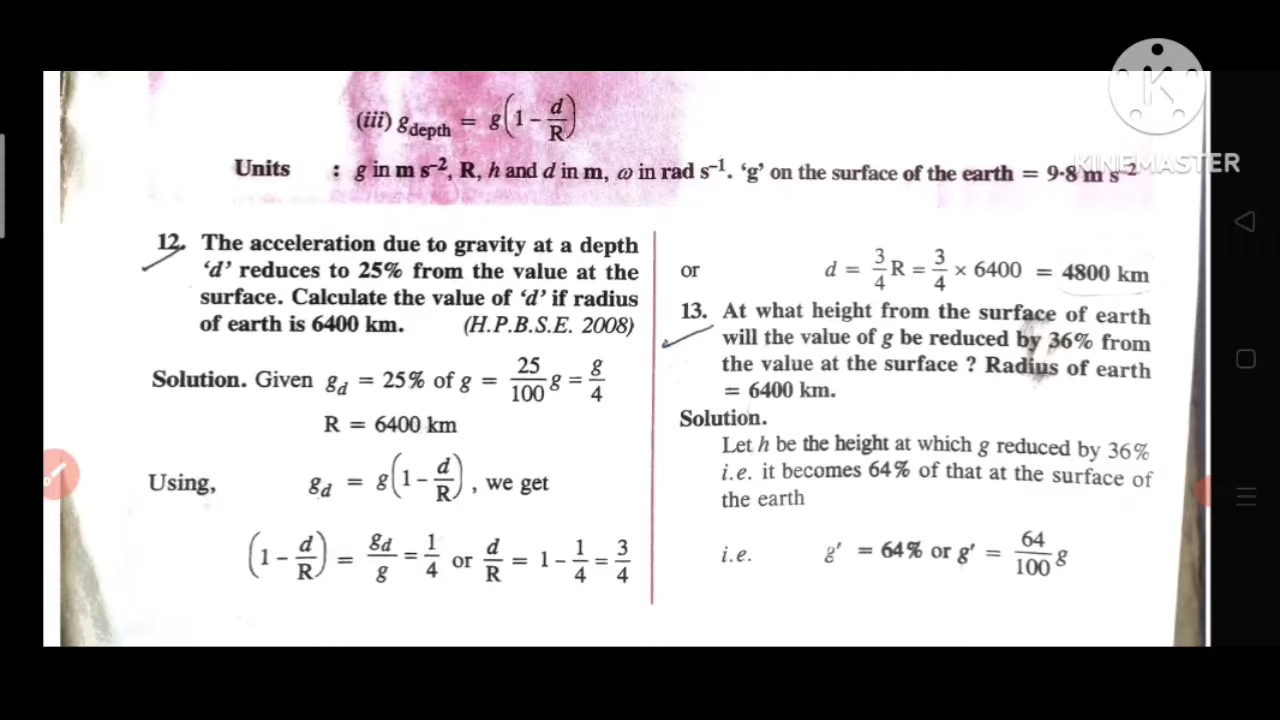 (iii) g_depth = g(1 - d/R)
Units : g in m s⁻², R, h and d in m, ω in rad s⁻¹. ‘g’ on the surface of the earth = 9·8 m s⁻²
K
KINEMASTER
12. The acceleration due to gravity at a depth
‘d’ reduces to 25% from the value at the
surface. Calculate the value of ‘d’ if radius
of earth is 6400 km. (H.P.B.S.E. 2008)
Solution. Given g_d = 25% of g = 25/100 g = g/4
R = 6400 km
Using, g_d = g(1 - d/R), we get
(1 - d/R) = g_d/g = 1/4 or d/R = 1 - 1/4 = 3/4
or d = 3/4 R = 3/4 × 6400 = 4800 km
13. At what height from the surface of earth
will the value of g be reduced by 36% from
the value at the surface ? Radius of earth
= 6400 km.
Solution.
Let h be the height at which g reduced by 36%
i.e. it becomes 64% of that at the surface of
the earth
i.e. g′ = 64% or g′ = 64/100 g